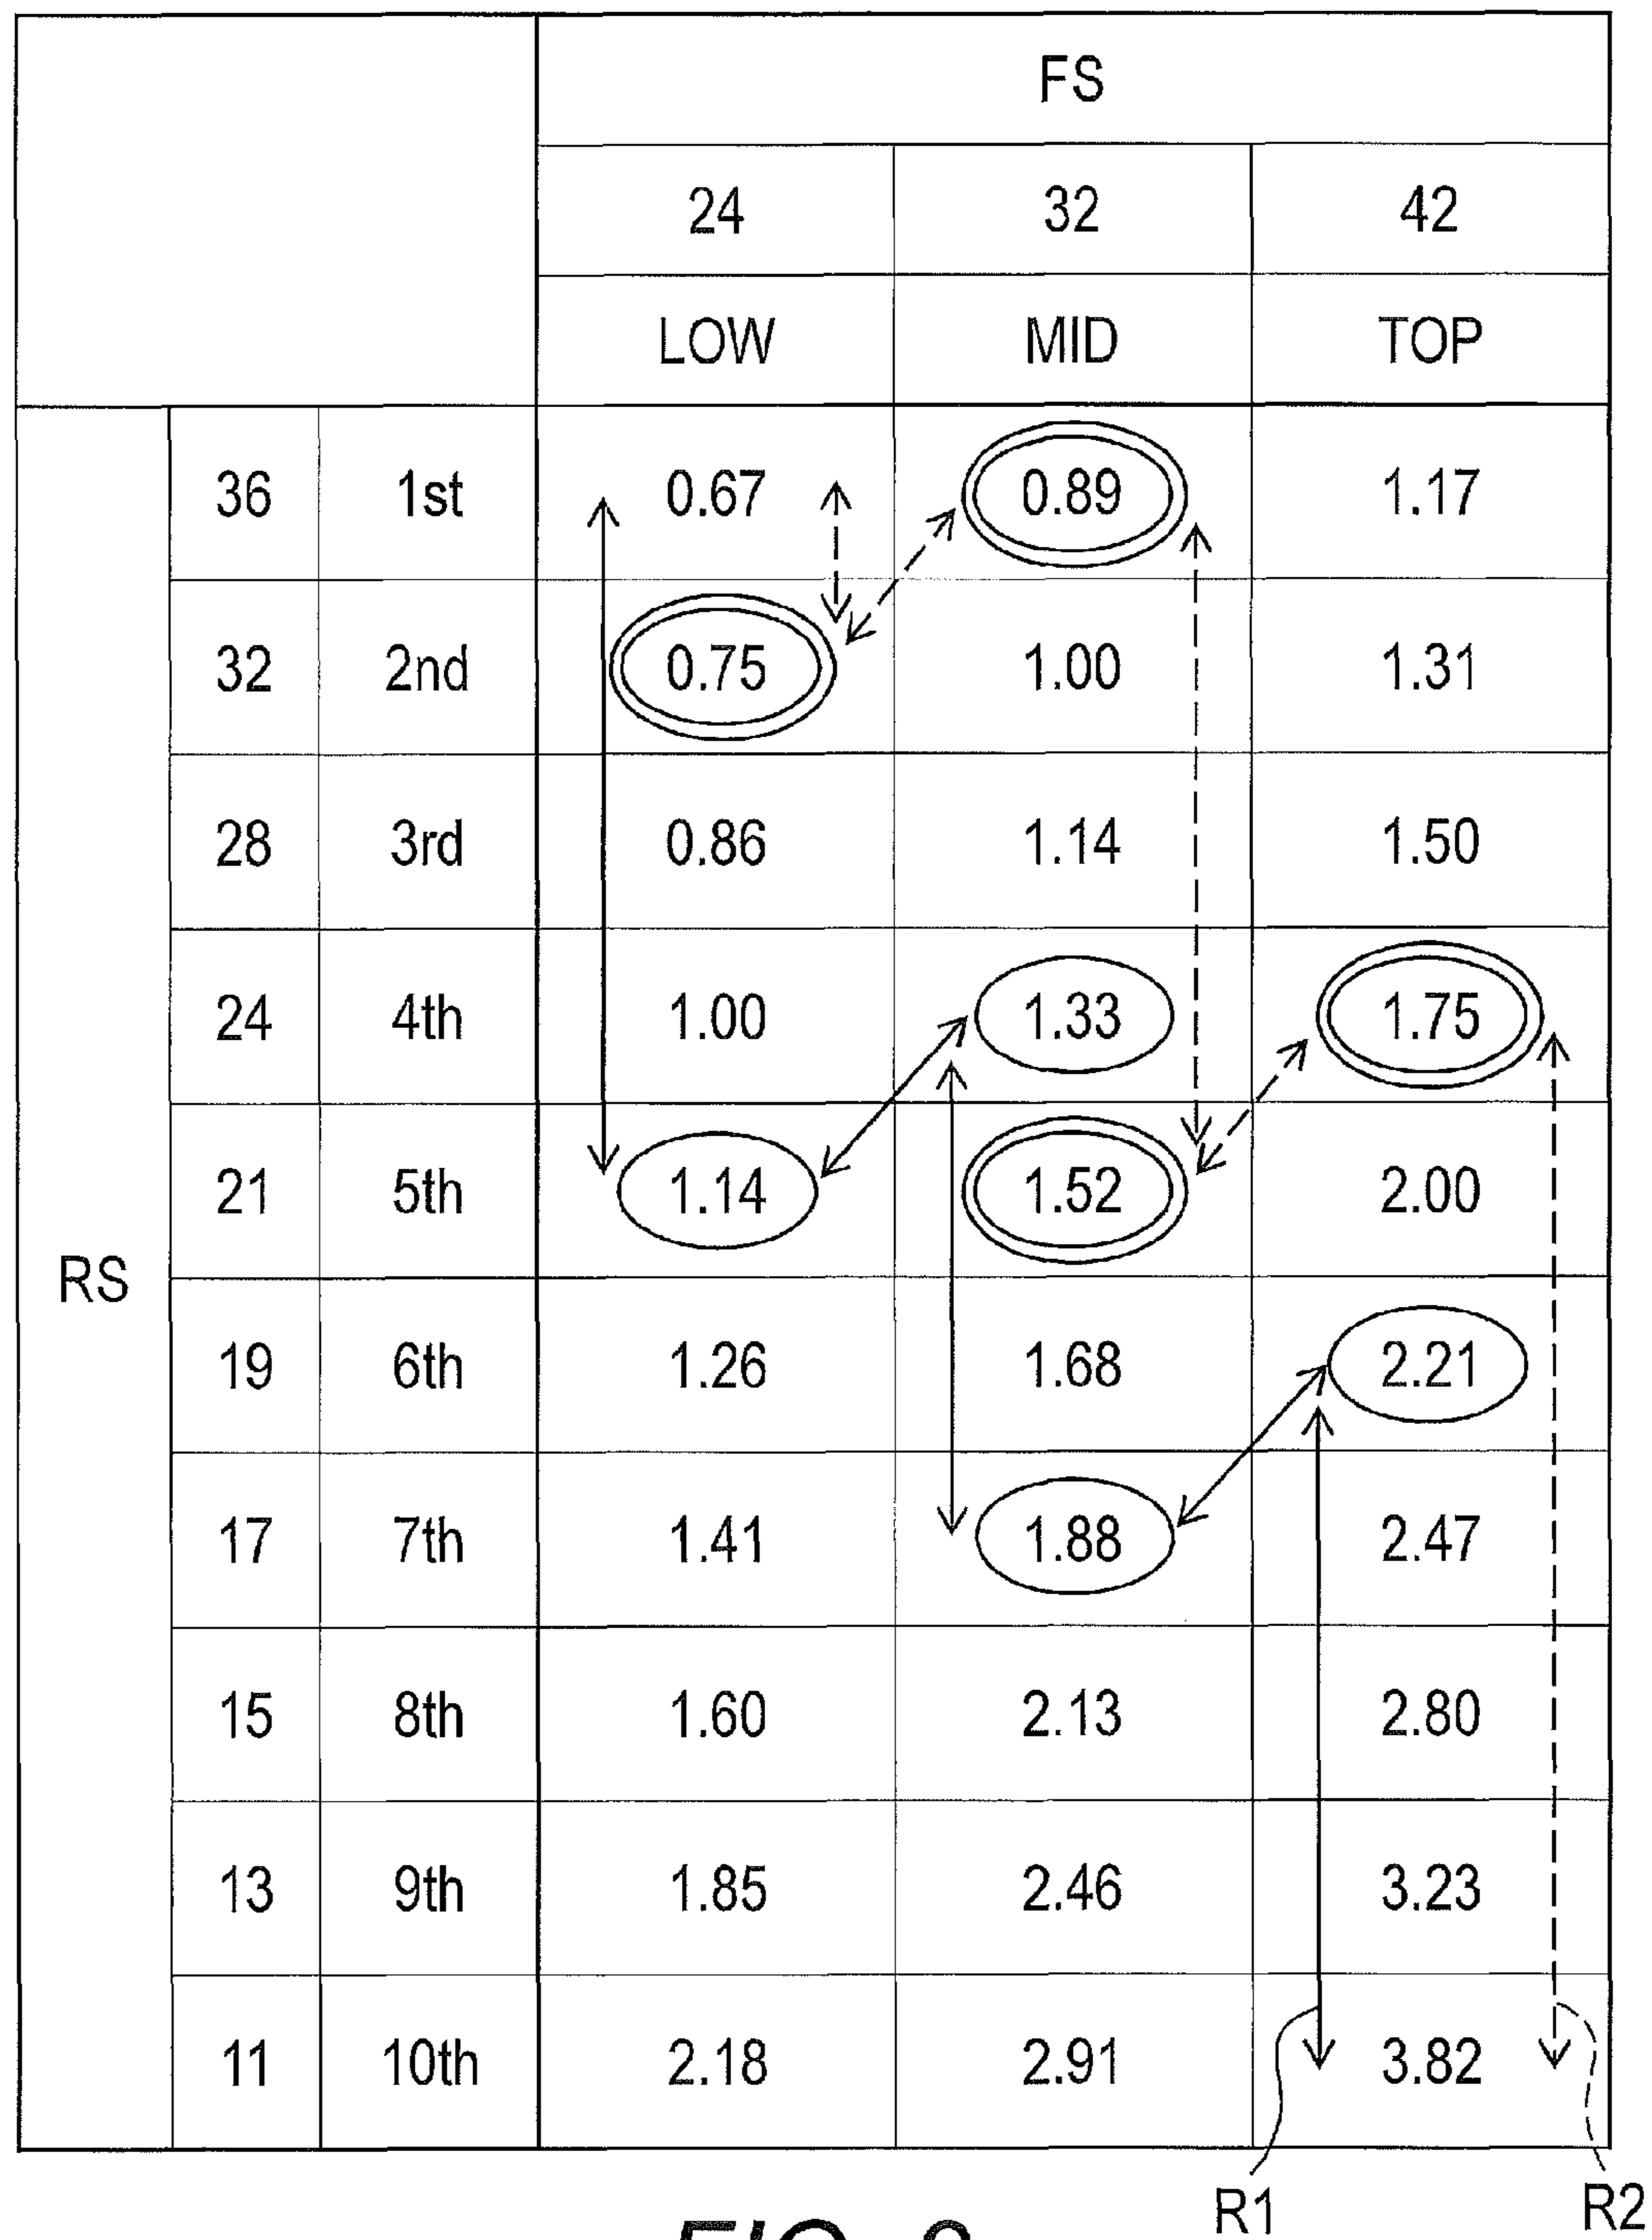 FS
24 32 42
LOW MID TOP
36 1st 0.67 0.89 1.17
32 2nd 0.75 1.00 1.31
28 3rd 0.86 1.14 1.50
24 4th 1.00 1.33 1.75
21 5th 1.14 1.52 2.00
RS
19 6th 1.26 1.68 2.21
17 7th 1.41 1.88 2.47
15 8th 1.60 2.13 2.80
13 9th 1.85 2.46 3.23
11 10th 2.18 2.91 3.82
R1 R2